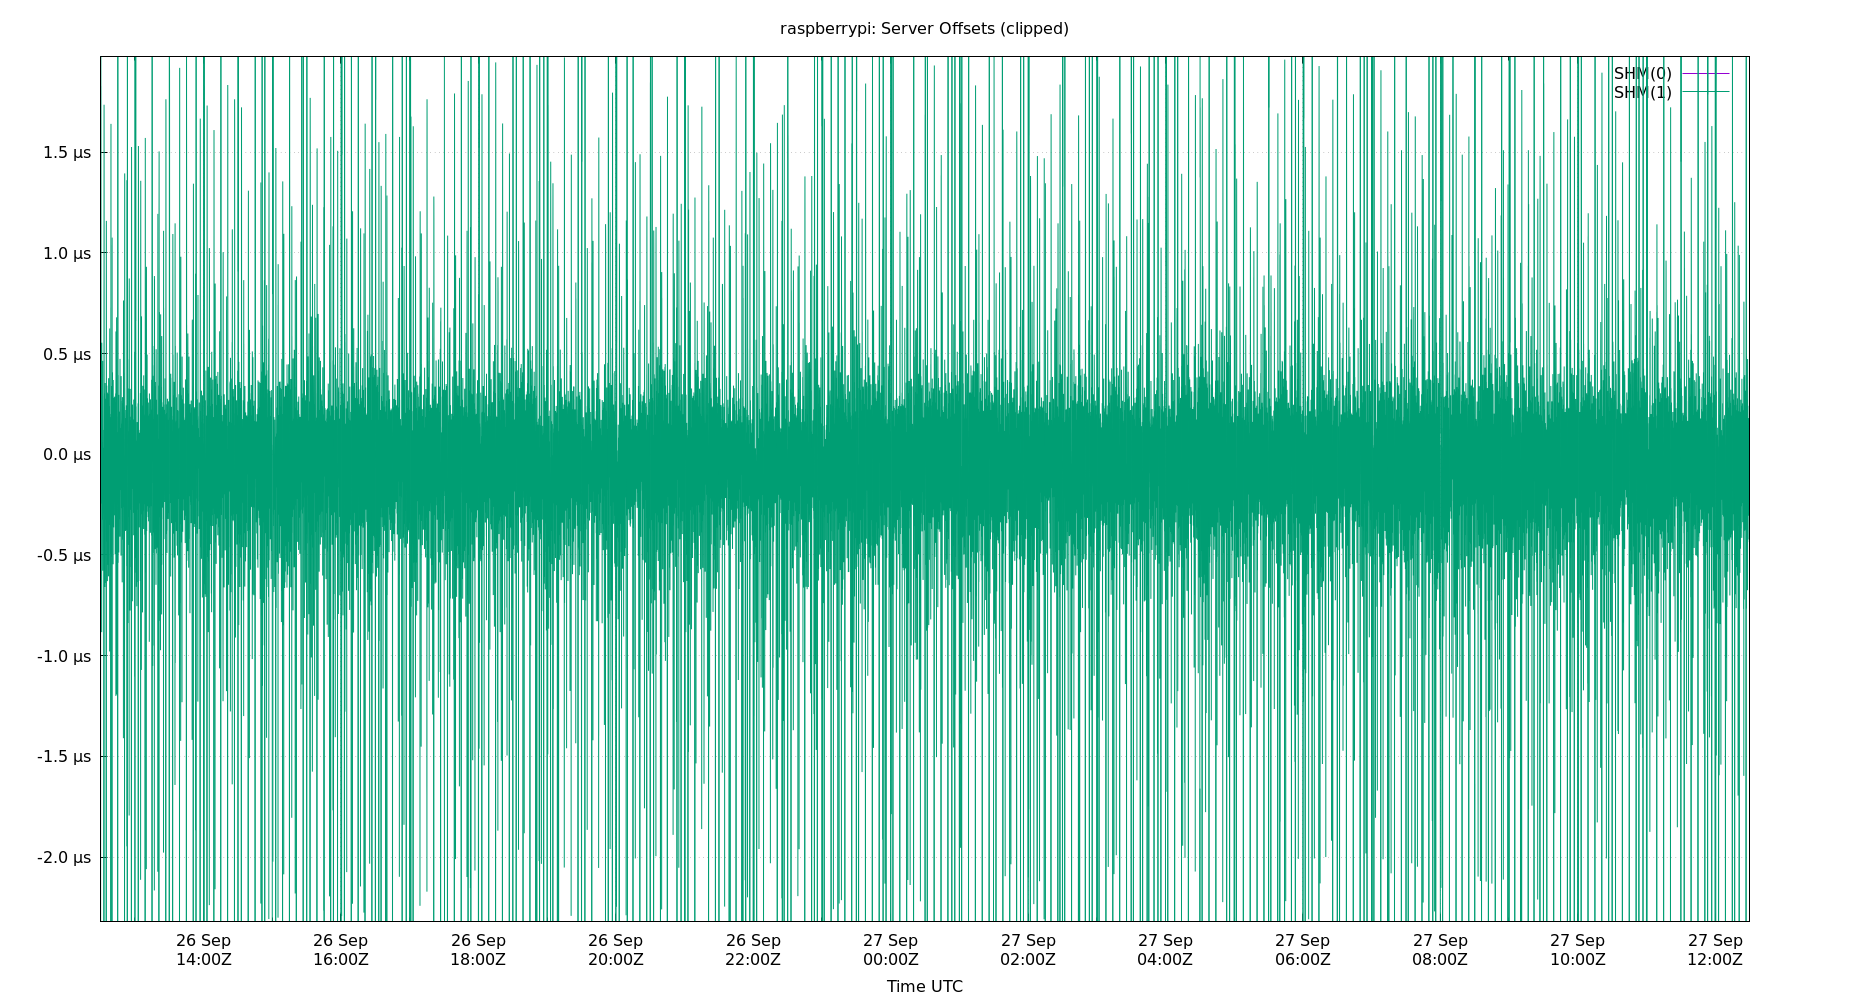 raspberrypi: Server Offsets (clipped)
SHM(0)
SHM(1)
1.5 µs
1.0 µs
0.5 µs
0.0 µs
-0.5 µs
-1.0 µs
-1.5 µs
-2.0 µs
26 Sep 26 Sep 26 Sep 26 Sep 26 Sep 27 Sep 27 Sep 27 Sep 27 Sep 27 Sep 27 Sep 27 Sep
14:00Z 16:00Z 18:00Z 20:00Z 22:00Z 00:00Z 02:00Z 04:00Z 06:00Z 08:00Z 10:00Z 12:00Z
Time UTC